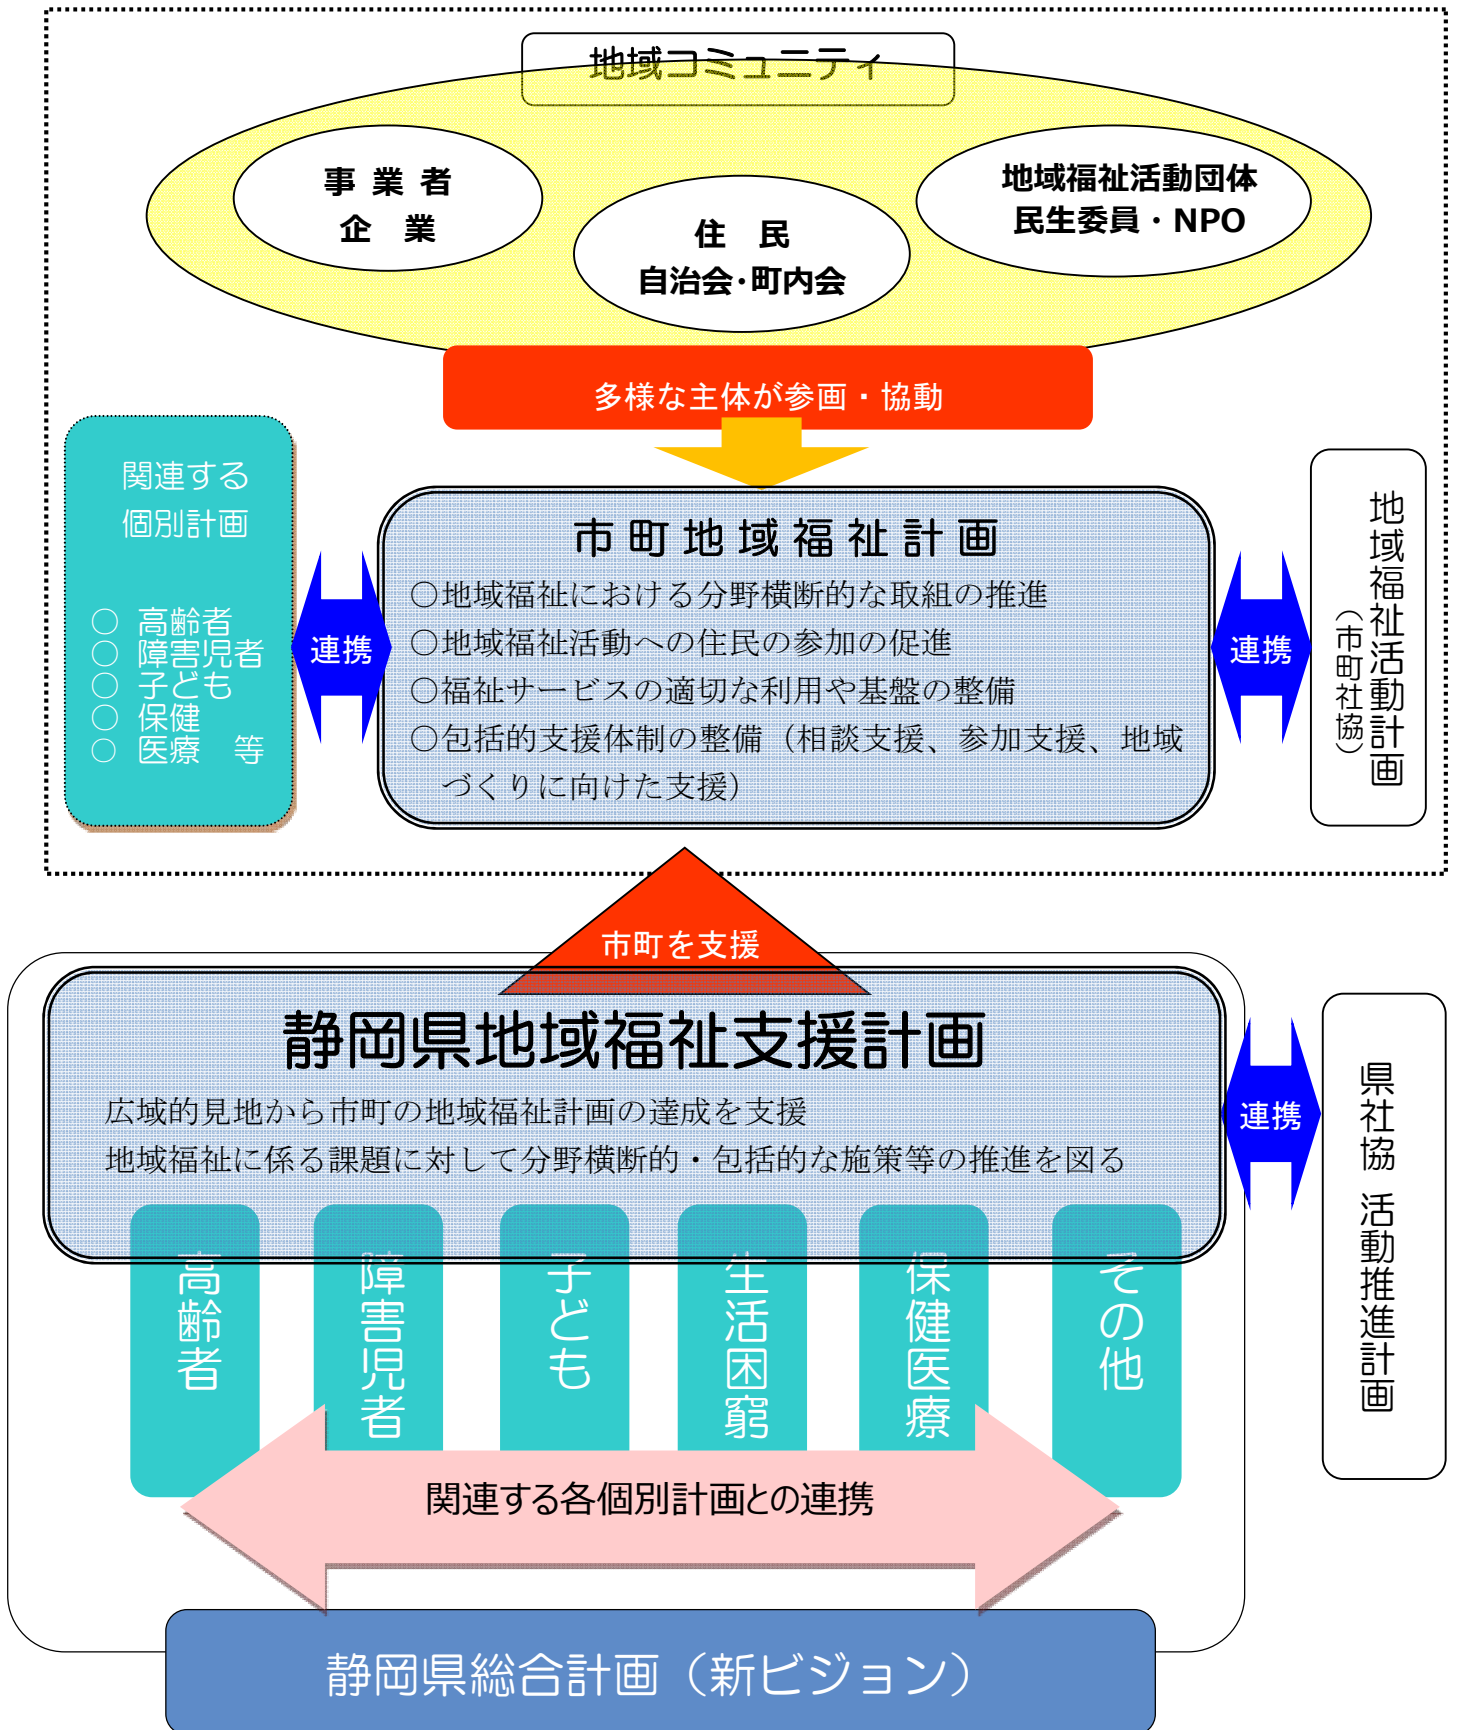 地域コミュニティ
事 業 者
企　業
住　民
自治会・町内会
地域福祉活動団体
民生委員・NPO
多様な主体が参画・協動
関連する
個別計画
○ 高齢者
○ 障害児者
○ 子ども
○ 保健
○ 医療　等
連携
市町地域福祉計画
○地域福祉における分野横断的な取組の推進
○地域福祉活動への住民の参加の促進
○福祉サービスの適切な利用や基盤の整備
○包括的支援体制の整備（相談支援、参加支援、地域
づくりに向けた支援）
連携
地域福祉活動計画
（市町社協）
市町を支援
静岡県地域福祉支援計画
広域的見地から市町の地域福祉計画の達成を支援
地域福祉に係る課題に対して分野横断的・包括的な施策等の推進を図る
連携
県社協 活動推進計画
高齢者
障害児者
子ども
生活困窮
保健医療
その他
関連する各個別計画との連携
静岡県総合計画（新ビジョン）